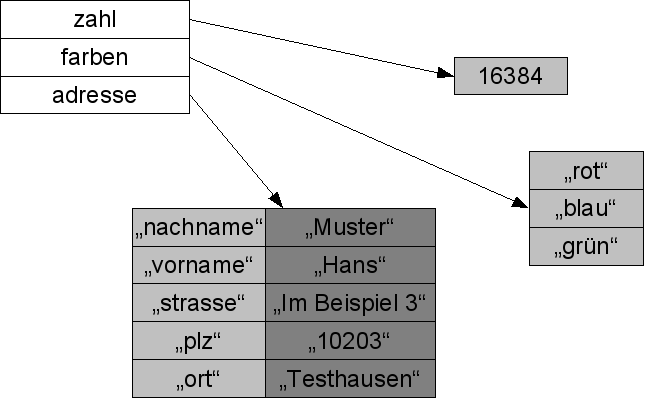 zahl
farben
adresse
16384
„rot“
„blau“
„grün“
„nachname“ „Muster“
„vorname“ „Hans“
„strasse“ „Im Beispiel 3“
„plz“ „10203“
„ort“ „Testhausen“